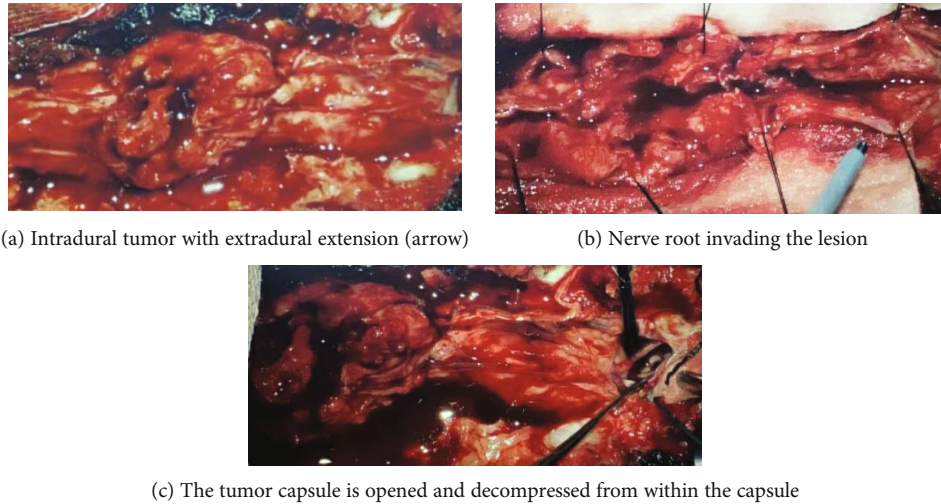 (a) Intradural tumor with extradural extension (arrow)
(b) Nerve root invading the lesion
(c) The tumor capsule is opened and decompressed from within the capsule